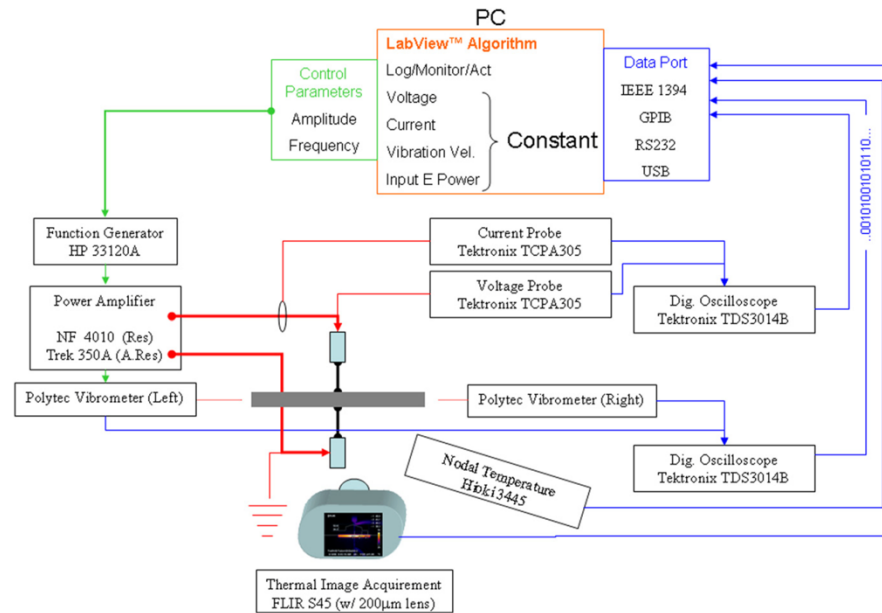 PC
LabView™ Algorithm
Log/Monitor/Act
Voltage
Current
Vibration Vel.
Input E Power
Constant
Control
Parameters
Amplitude
Frequency
Data Port
IEEE 1394
GPIB
RS232
USB
..0010100101010110...
Function Generator
HP 33120A
Current Probe
Tektronix TCPA305
Voltage Probe
Tektronix TCPA305
Power Amplifier
NF 4010 (Res)
Trek 350A (A.Res)
Dig. Oscilloscope
Tektronix TDS3014B
Polytec Vibrometer (Left)
Polytec Vibrometer (Right)
Dig. Oscilloscope
Tektronix TDS3014B
Nodal Temperature
Hioki 3445
Thermal Image Acquirement
FLIR S45 (w/ 200μm lens)